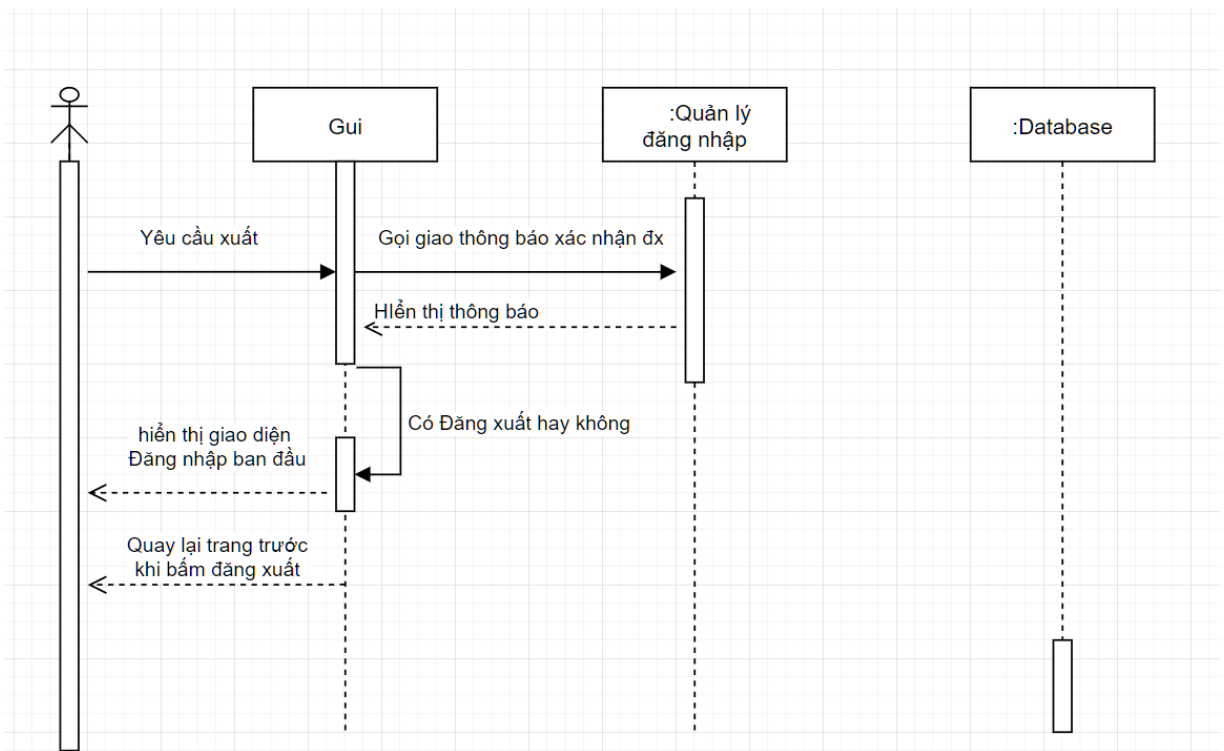 Gui
:Quản lý
đăng nhập
:Database
Yêu cầu xuất
Gọi giao thông báo xác nhận đx
HIển thị thông báo
Có Đăng xuất hay không
hiển thị giao diện
Đăng nhập ban đầu
Quay lại trang trước
khi bấm đăng xuất